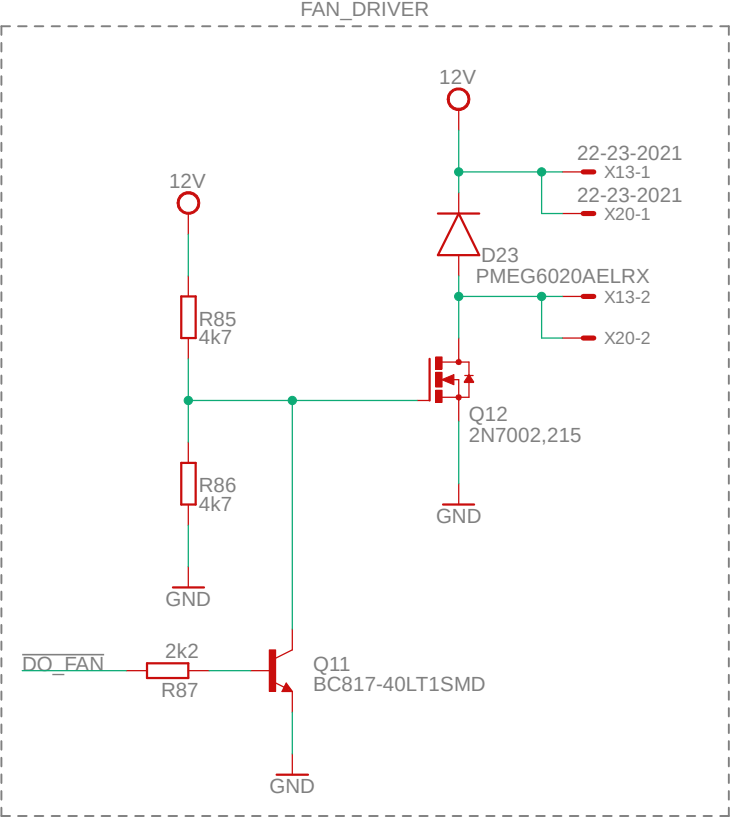 FAN_DRIVER
12V
22-23-2021
X13-1
22-23-2021
X20-1
12V
D23
PMEG6020AELRX
X13-2
R85
4k7
X20-2
Q12
2N7002,215
R86
4k7
GND
GND
2k2
DO_FAN
R87
Q11
BC817-40LT1SMD
GND